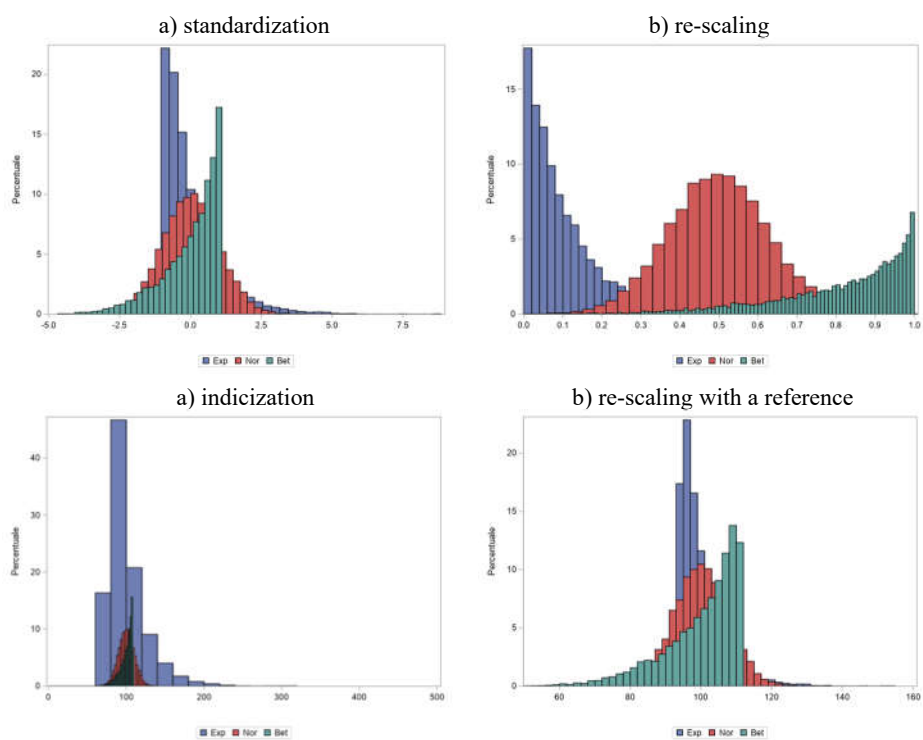 a) standardization
b) re-scaling
Percentuale
20
15
10
5
0
-5.0 -2.5 0.0 2.5 5.0 7.5
Exp Nor Bet
Percentuale
15
10
5
0
0.0 0.1 0.2 0.3 0.4 0.5 0.6 0.7 0.8 0.9 1.0
Exp Nor Bet
a) indicization
b) re-scaling with a reference
Percentuale
40
30
20
10
0
0 100 200 300 400 500
Exp Nor Bet
Percentuale
20
15
10
5
0
60 80 100 120 140 160
Exp Nor Bet